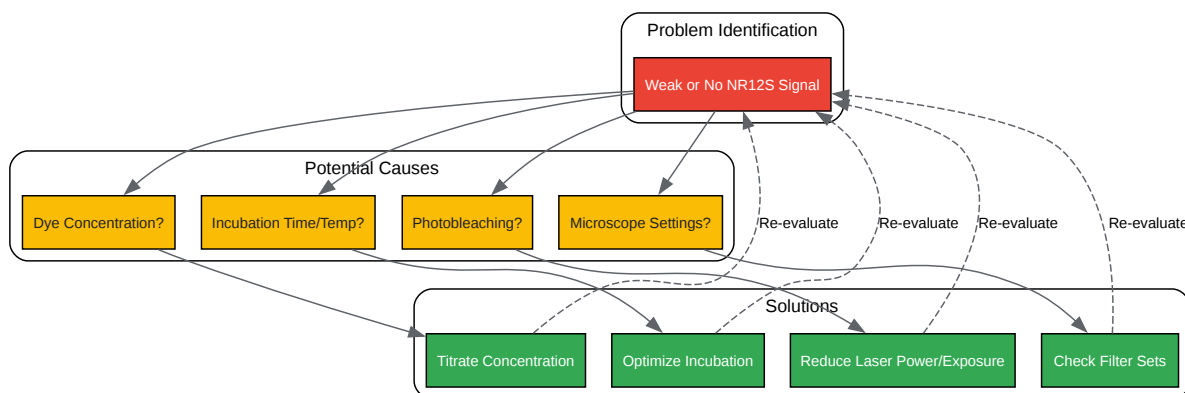 Problem Identification
Weak or No NR12S Signal
Potential Causes
Dye Concentration?
Incubation Time/Temp?
Photobleaching?
Microscope Settings?
Re-evaluate
Re-evaluate
Re-evaluate
Re-evaluate
Solutions
Titrate Concentration
Optimize Incubation
Reduce Laser Power/Exposure
Check Filter Sets